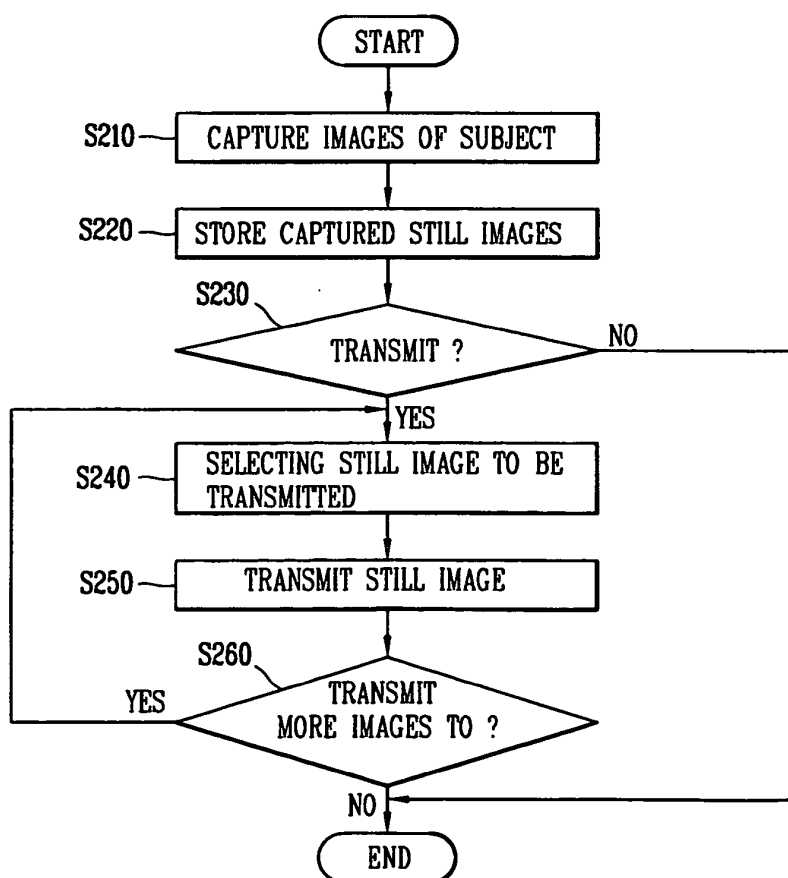 START
S210
CAPTURE IMAGES OF SUBJECT
S220
STORE CAPTURED STILL IMAGES
S230
TRANSMIT ?
NO
YES
S240
SELECTING STILL IMAGE TO BE
TRANSMITTED
S250
TRANSMIT STILL IMAGE
S260
YES
TRANSMIT
MORE IMAGES TO ?
NO
END